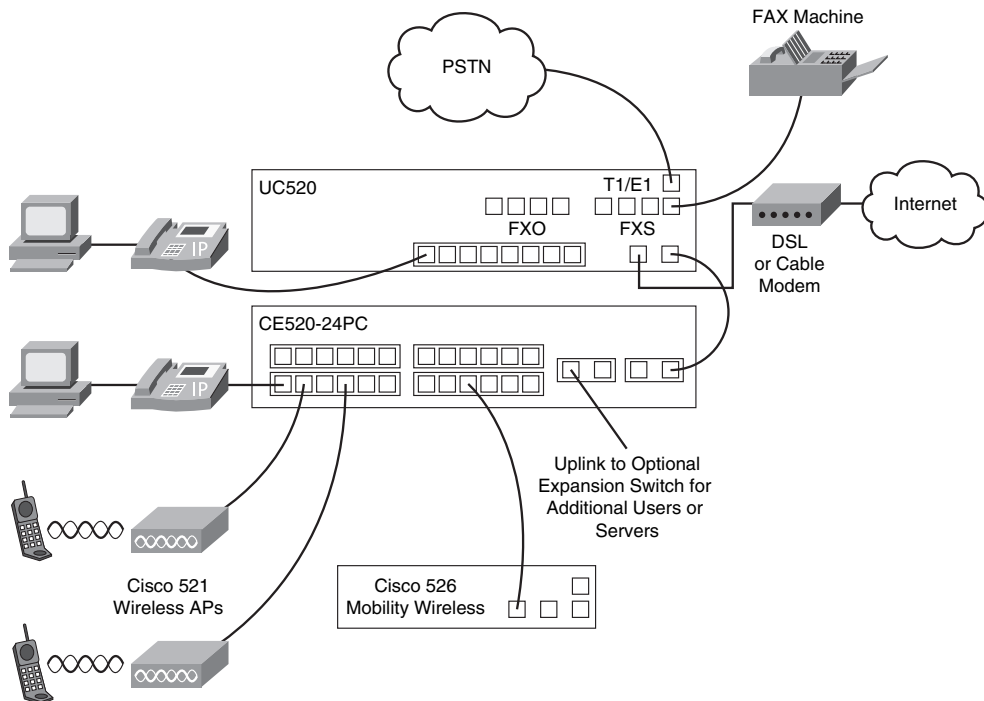 FAX Machine
PSTN
UC520
T1/E1
FXO
FXS
Internet
DSL
or Cable
Modem
IP
CE520-24PC
IP
Uplink to Optional
Expansion Switch for
Additional Users or
Servers
Cisco 521
Wireless APs
Cisco 526
Mobility Wireless